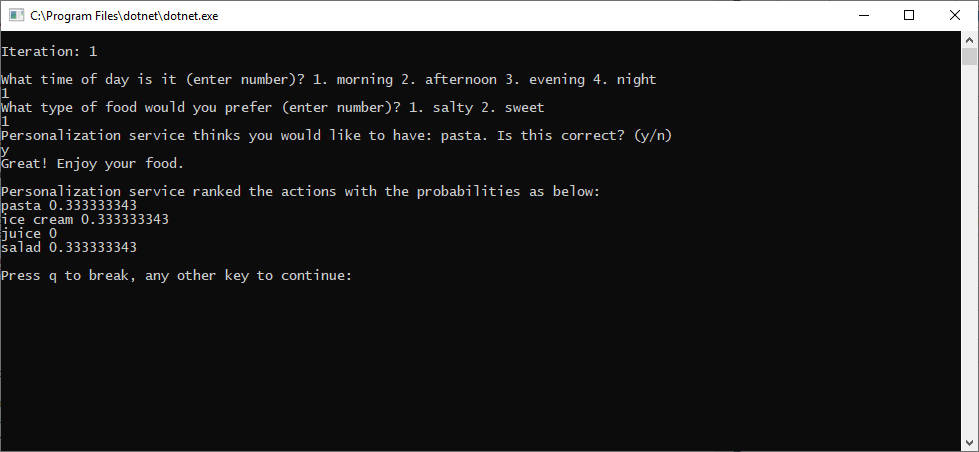 C:\Program Files\dotnet\dotnet.exe
Iteration: 1
What time of day is it (enter number)? 1. morning 2. afternoon 3. evening 4. night
1
What type of food would you prefer (enter number)? 1. salty 2. sweet
1
Personalization service thinks you would like to have: pasta. Is this correct? (y/n)
y
Great! Enjoy your food.
Personalization service ranked the actions with the probabilities as below:
pasta 0.333333343
ice cream 0.333333343
juice 0
salad 0.333333343
Press q to break, any other key to continue: